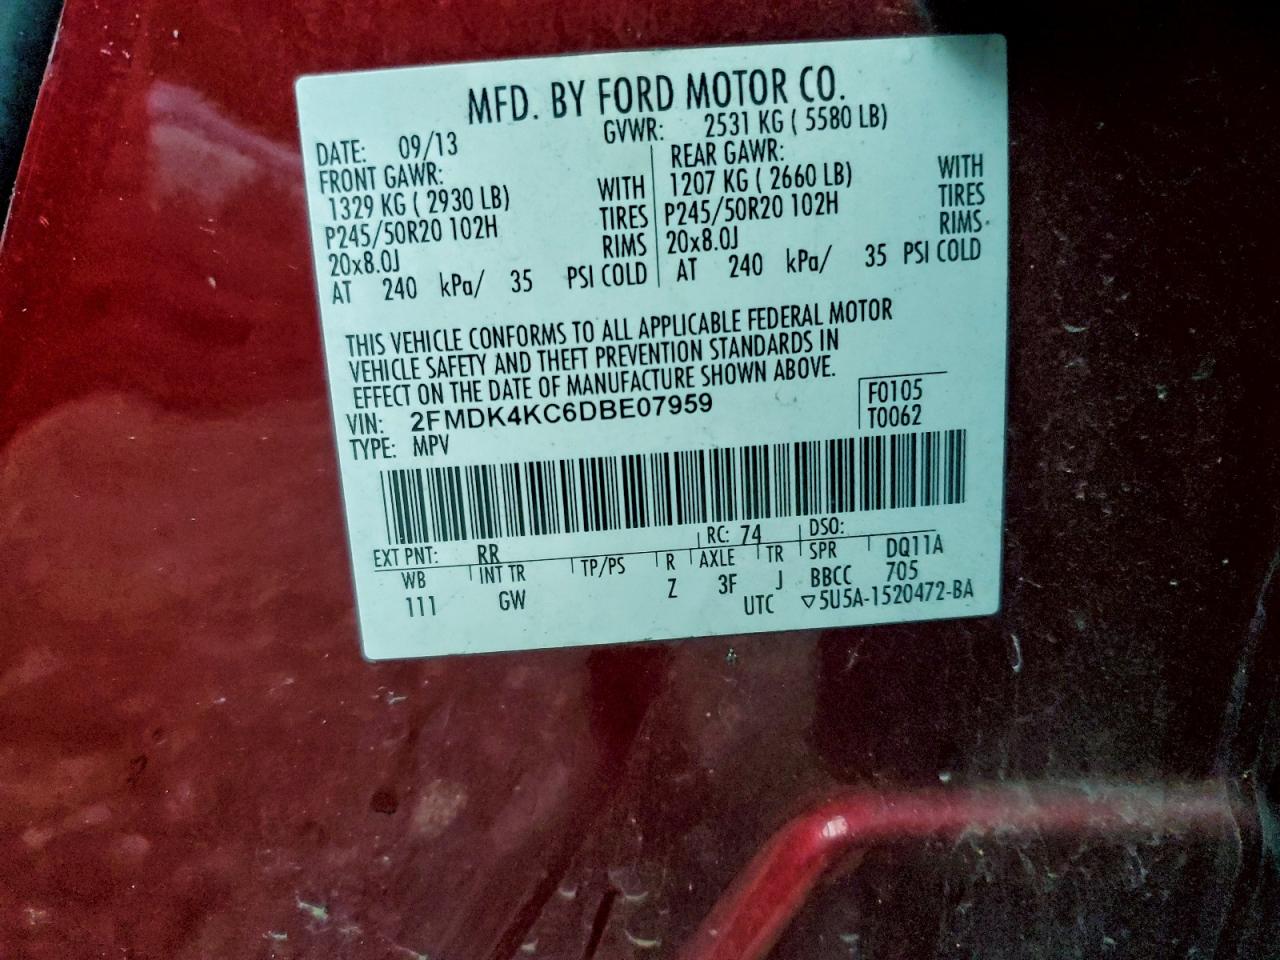 MFD. BY FORD MOTOR CO.
DATE: 09/13 GVWR: 2531 KG ( 5580 LB)
FRONT GAWR: REAR GAWR:
1329 KG ( 2930 LB) WITH 1207 KG ( 2660 LB) WITH
P245/50R20 102H TIRES P245/50R20 102H TIRES
20x8.0J RIMS 20x8.0J RIMS
AT 240 kPa/ 35 PSI COLD AT 240 kPa/ 35 PSI COLD
THIS VEHICLE CONFORMS TO ALL APPLICABLE FEDERAL MOTOR
VEHICLE SAFETY AND THEFT PREVENTION STANDARDS IN
EFFECT ON THE DATE OF MANUFACTURE SHOWN ABOVE.
VIN: 2FMDK4KC6DBE07959 F0105
TYPE: MPV T0062
EXT PNT: RR RC: 74 DSO:
WB INT TR TP/PS R AXLE TR SPR DQ11A
111 GW Z 3F J BBCC 705
UTC ▽5U5A-1520472-BA